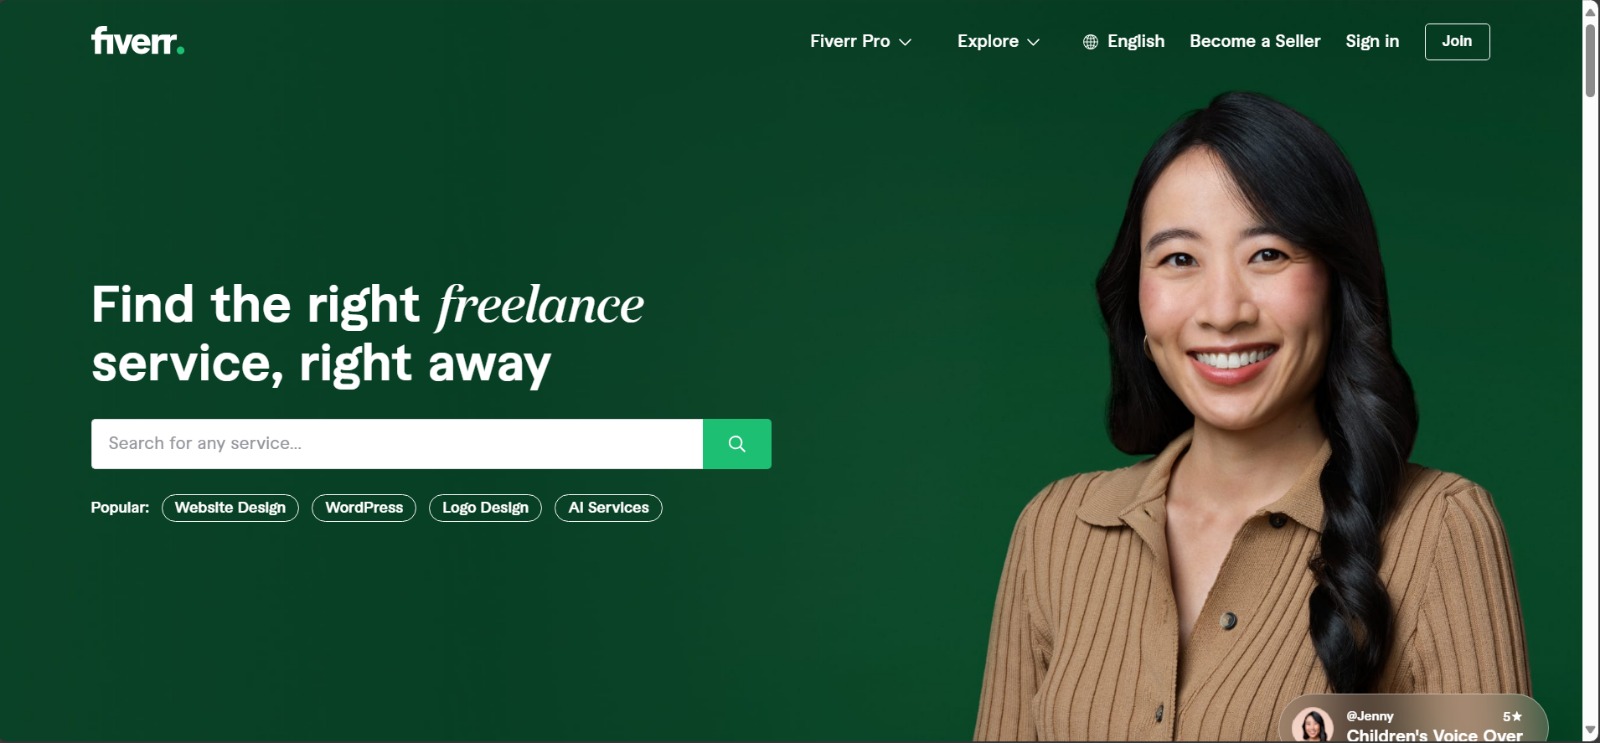 fiverr.
Fiverr Pro
Explore
English
Become a Seller
Sign in
Join
Find the right freelance
service, right away
Search for any service...
Popular:
Website Design
WordPress
Logo Design
AI Services
@Jenny
5★
Children's Voice Over